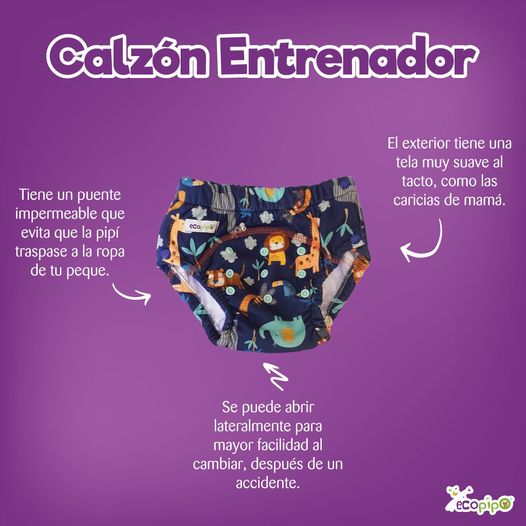 Calzón Entrenador
El exterior tiene una
tela muy suave al
tacto, como las
caricias de mamá.
Tiene un puente
impermeable que
evita que la pipí
traspase a la ropa
de tu peque.
ecopipo
Se puede abrir
lateralmente para
mayor facilidad al
cambiar, después de un
accidente.
ecopipo